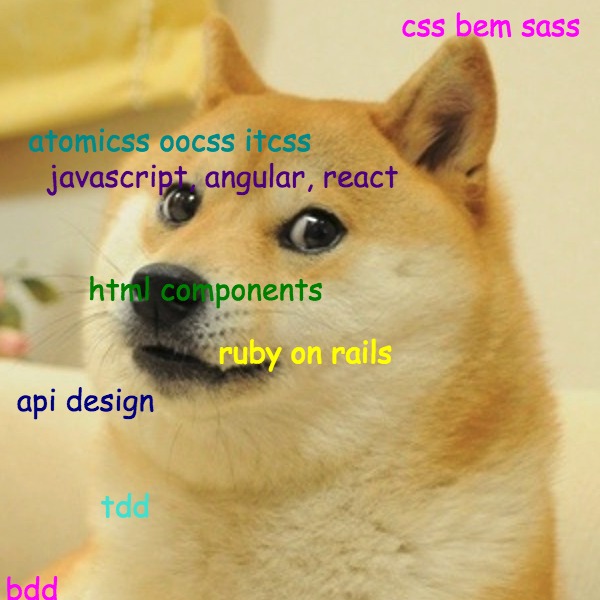 css bem sass
atomicss oocss itcss
javascript, angular, react
html components
ruby on rails
api design
tdd
bdd